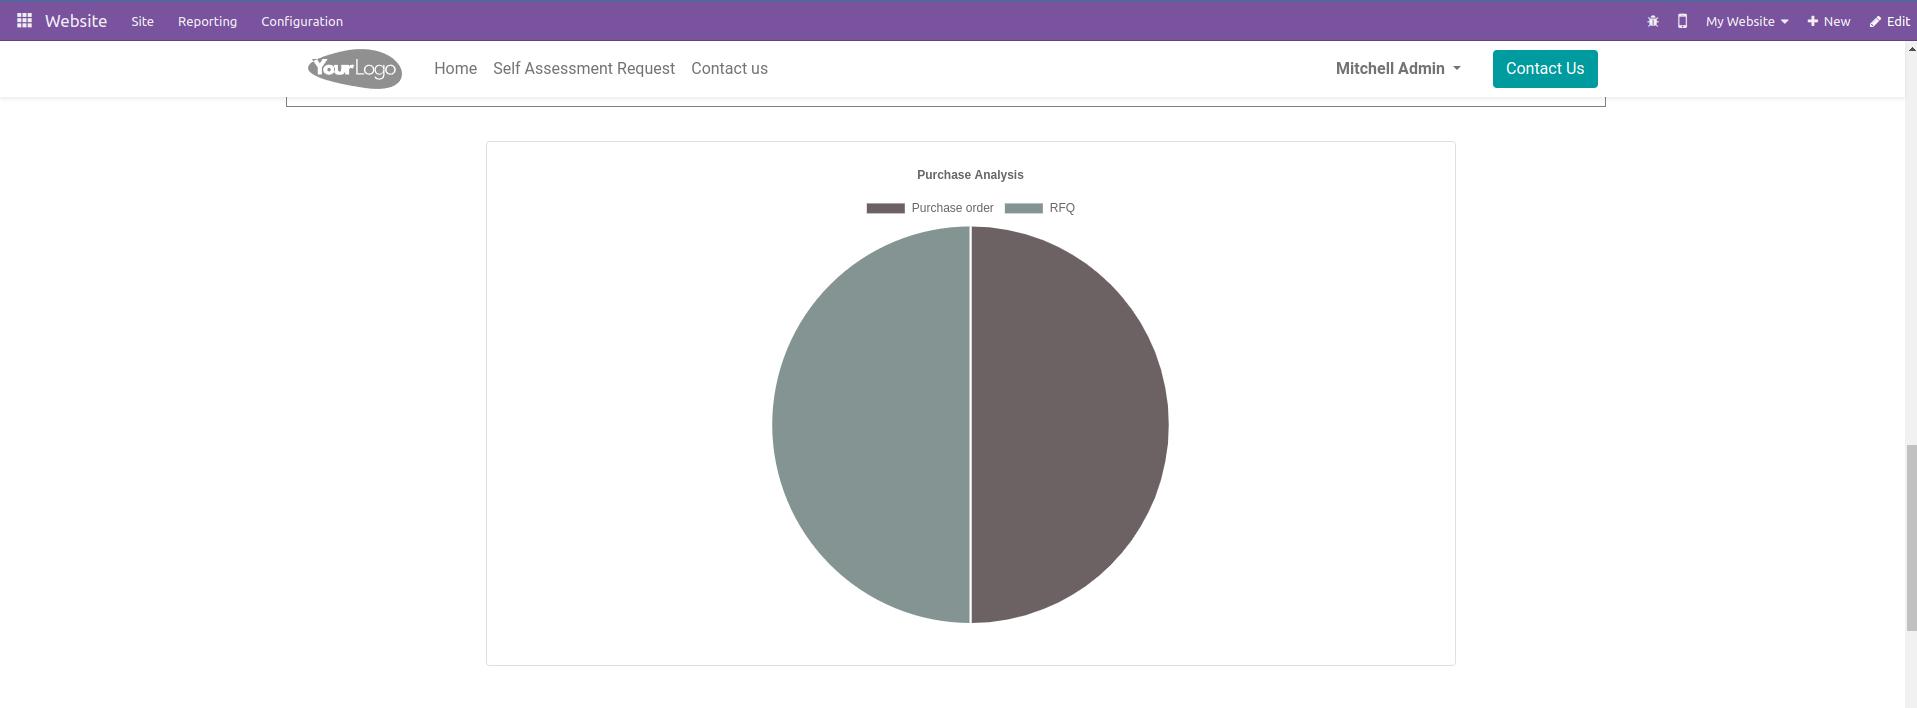 Website Site Reporting Configuration My Website New Edit
YourLogo Home Self Assessment Request Contact us Mitchell Admin Contact Us
Purchase Analysis
Purchase order RFQ